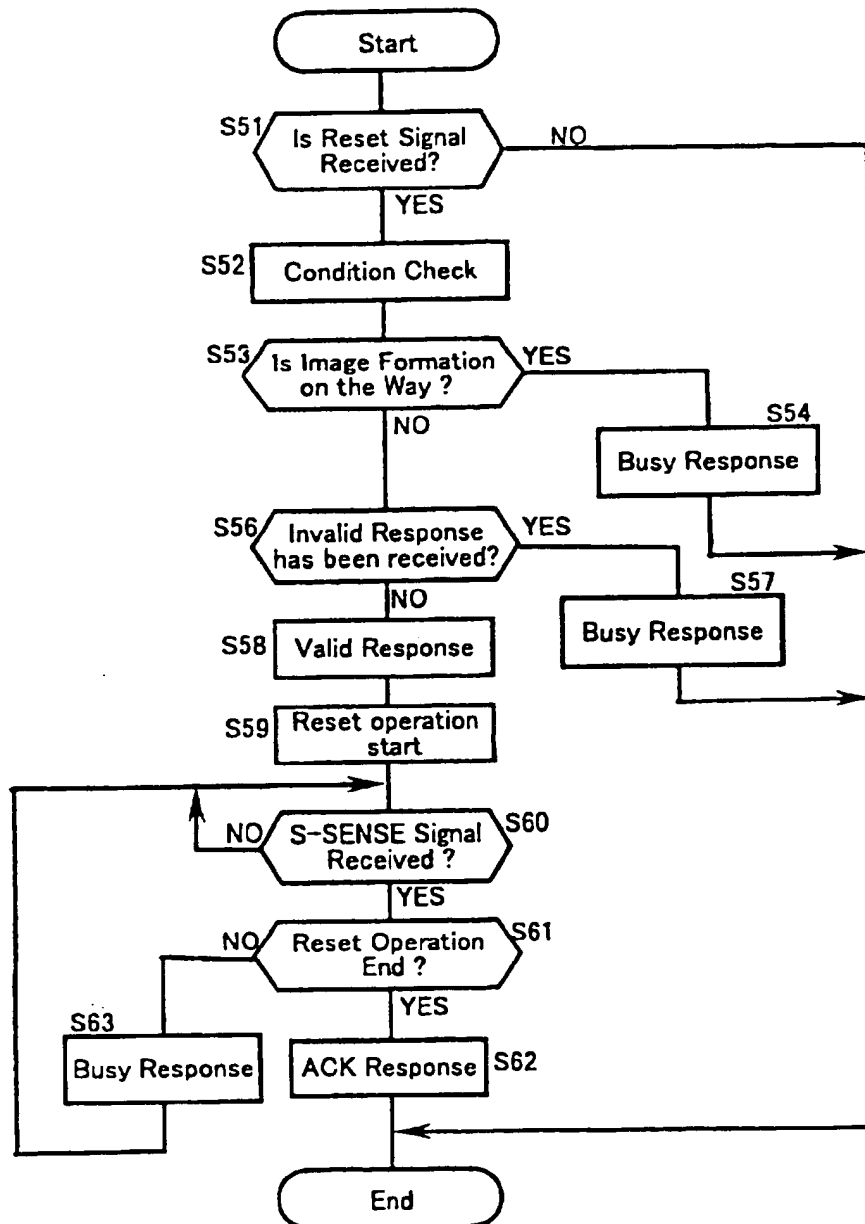 Start
S51
Is Reset Signal
Received?
NO
YES
S52
Condition Check
S53
Is Image Formation
on the Way ?
YES
NO
S54
Busy Response
S56
Invalid Response
has been received?
YES
NO
S57
Busy Response
S58
Valid Response
S59
Reset operation
start
NO
S-SENSE Signal
Received ?
S60
YES
NO
Reset Operation
End ?
S61
YES
S63
Busy Response
ACK Response
S62
End